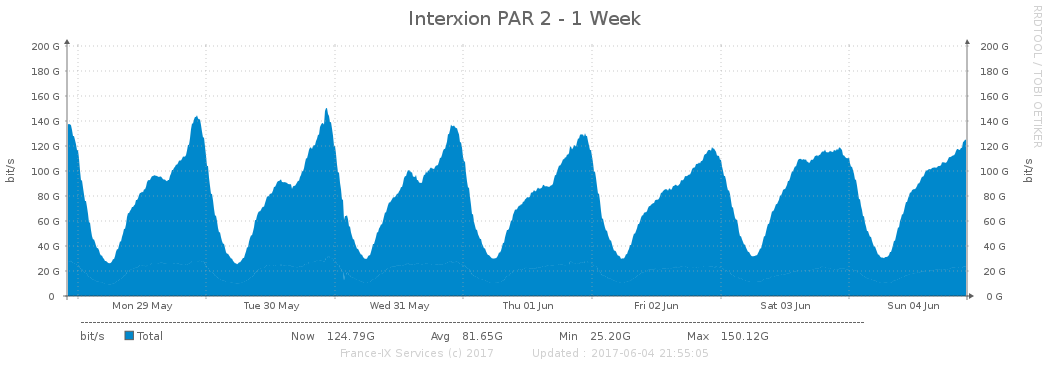 Interxion PAR 2 - 1 Week
RRDTOOL / TOBI OETIKER
200 G 200 G
180 G 180 G
160 G 160 G
140 G 140 G
120 G 120 G
100 G 100 G
80 G 80 G
60 G 60 G
40 G 40 G
20 G 20 G
0 0 G
bit/s
bit/s
Mon 29 May Tue 30 May Wed 31 May Thu 01 Jun Fri 02 Jun Sat 03 Jun Sun 04 Jun
bit/s Total Now 124.79G Avg 81.65G Min 25.20G Max 150.12G
France-IX Services (c) 2017 Updated : 2017-06-04 21:55:05